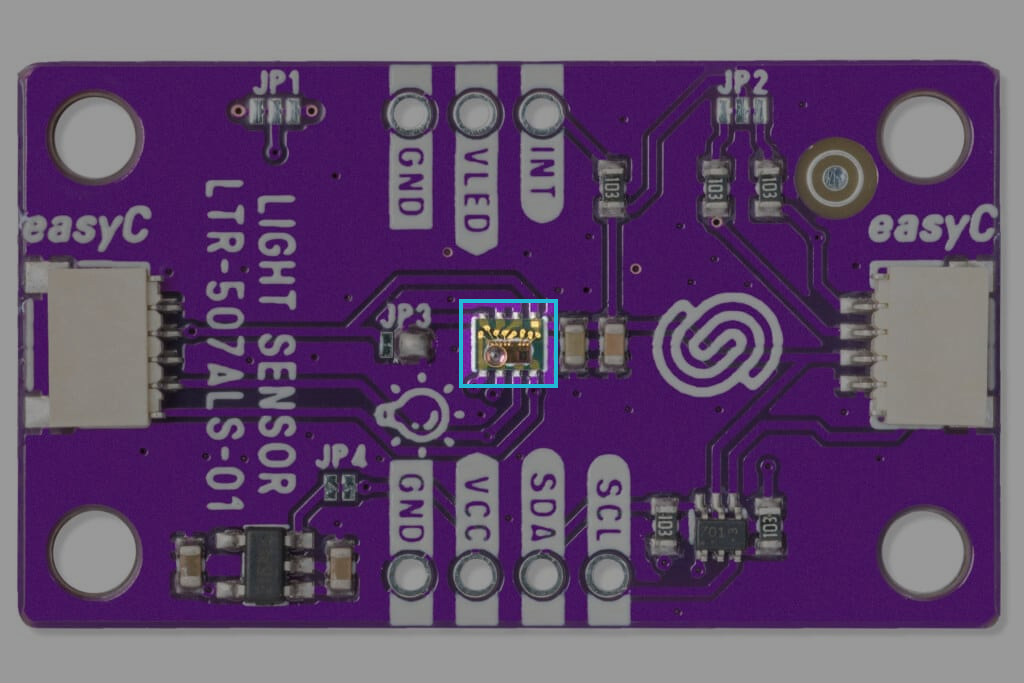 JP1
JP2
GND
VLED
INT
103
103
103
easyC
easyC
LIGHT SENSOR
LTR-507ALS-01
JP3
JP4
GND
VCC
SDA
SCL
103
103